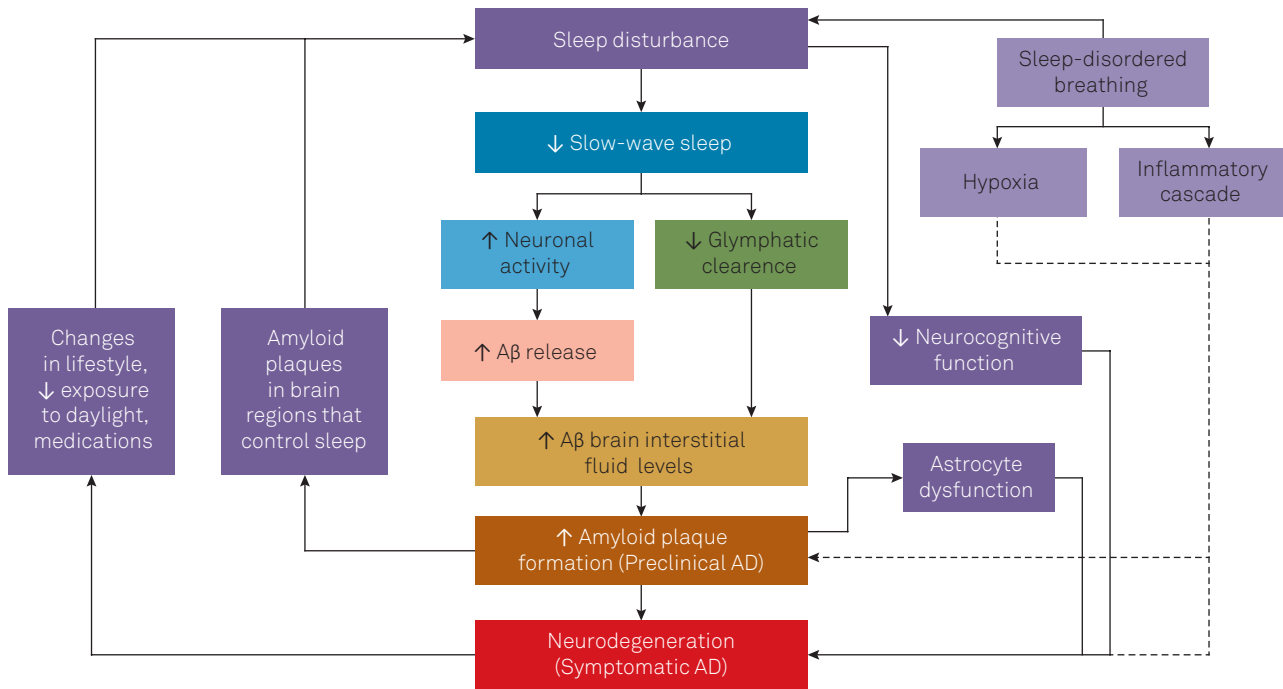 Sleep disturbance
Sleep-disordered
breathing
↓ Slow-wave sleep
Hypoxia
Inflammatory
cascade
↑ Neuronal
activity
↓ Glymphatic
clearence
Changes
in lifestyle,
↓ exposure
to daylight,
medications
Amyloid
plaques
in brain
regions that
control sleep
↑ Aβ release
↓ Neurocognitive
function
↑ Aβ brain interstitial
fluid levels
Astrocyte
dysfunction
↑ Amyloid plaque
formation (Preclinical AD)
Neurodegeneration
(Symptomatic AD)